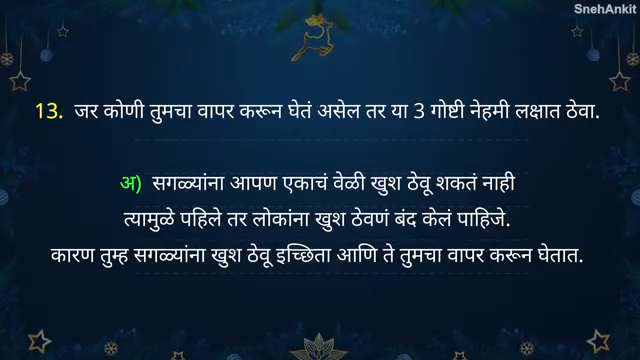 SnehAnkit
13. जर कोणी तुमचा वापर करून घेतं असेल तर या 3 गोष्टी नेहमी लक्षात ठेवा.
अ) सगळ्यांना आपण एकाचं वेळी खुश ठेवू शकतं नाही
त्यामुळे पहिले तर लोकांना खुश ठेवणं बंद केलं पाहिजे.
कारण तुम्ह सगळ्यांना खुश ठेवू इच्छिता आणि ते तुमचा वापर करून घेतात.